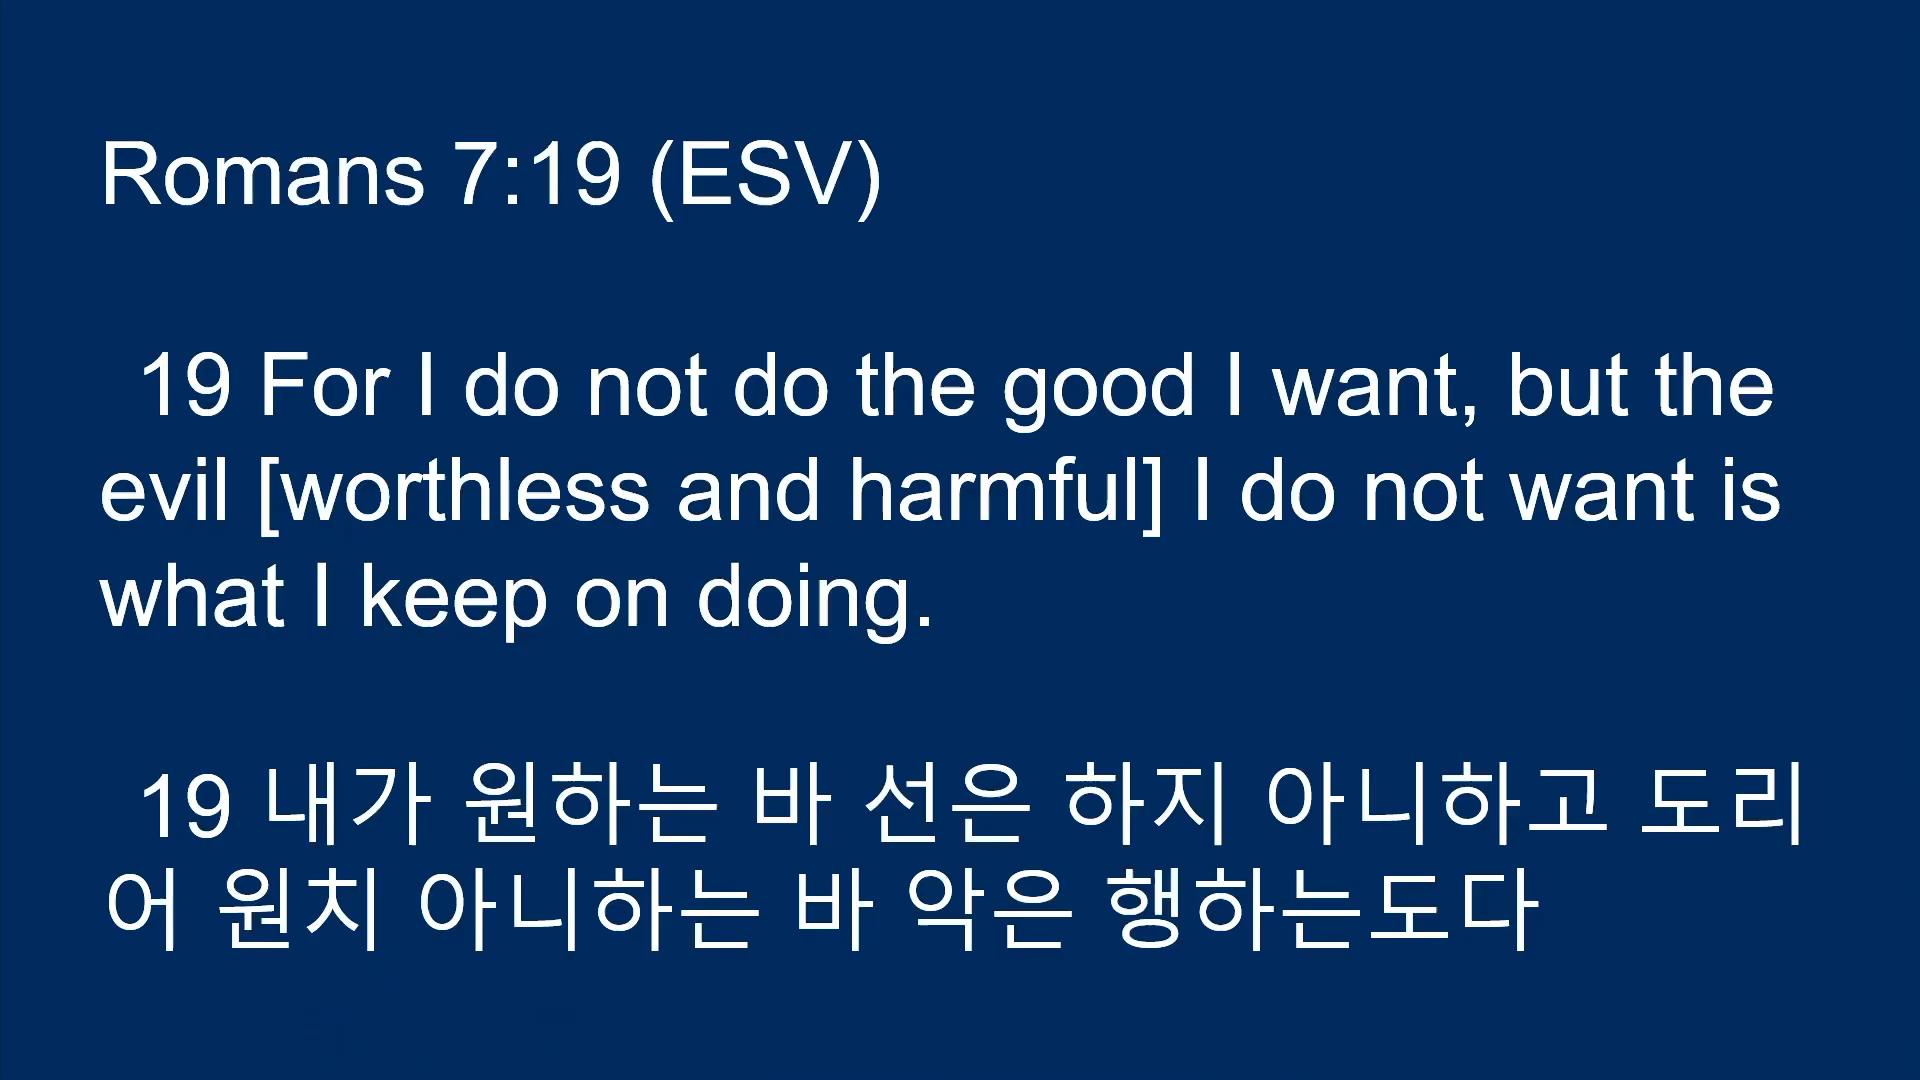 Romans 7:19 (ESV)
19 For I do not do the good I want, but the
evil [worthless and harmful] I do not want is
what I keep on doing.
19 내가 원하는 바 선은 하지 아니하고 도리
어 원치 아니하는 바 악은 행하는도다